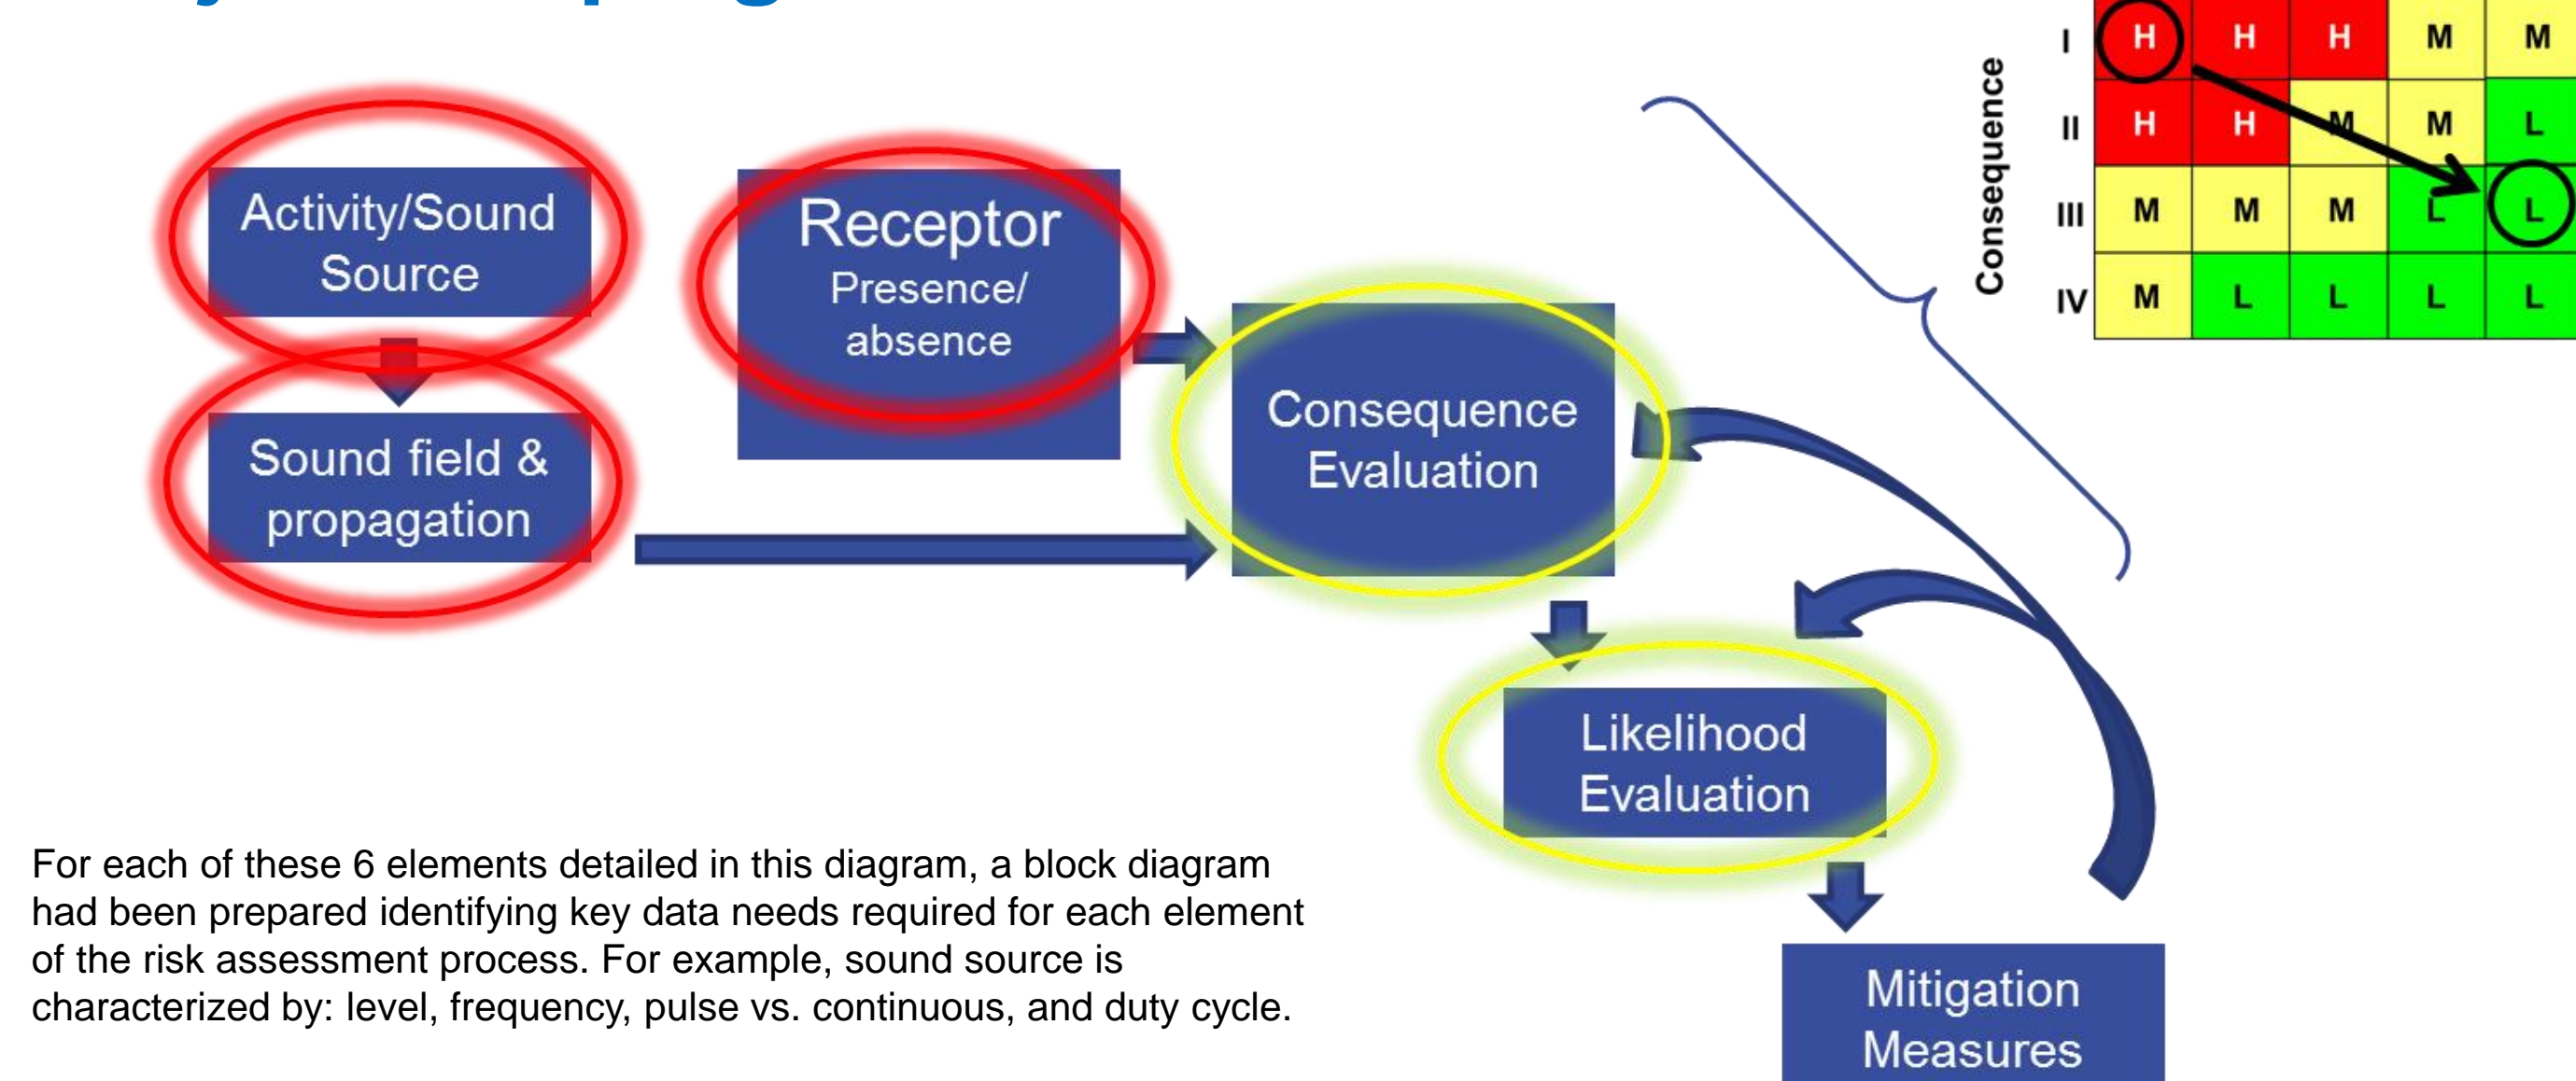 Activity/Sound
Source
Sound field &
propagation
Receptor
Presence/
absence
Consequence
Evaluation
Likelihood
Evaluation
Mitigation
Measures
Consequence
I H H H M M
II H H M M L
III M M M L L
IV M L L L L
For each of these 6 elements detailed in this diagram, a block diagram
had been prepared identifying key data needs required for each element
of the risk assessment process. For example, sound source is
characterized by: level, frequency, pulse vs. continuous, and duty cycle.